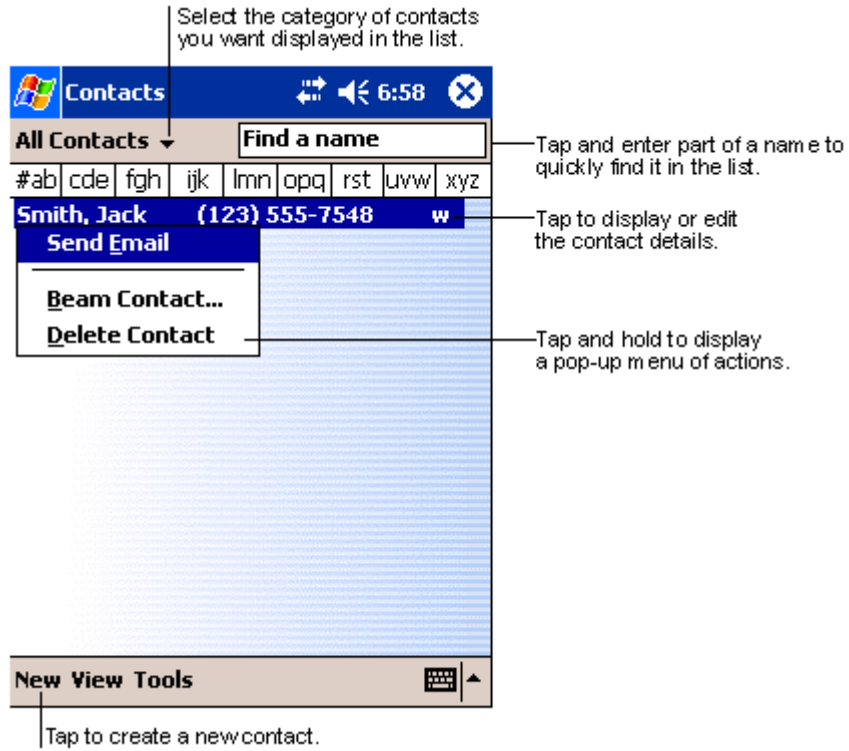 Select the category of contacts
you want displayed in the list.
Contacts 6:58
All Contacts Find a name
Tap and enter part of a name to
quickly find it in the list.
#ab cde fgh ijk lmn opq rst uvw xyz
Smith, Jack (123) 555-7548 w
Tap to display or edit
the contact details.
Send Email
Beam Contact...
Delete Contact
Tap and hold to display
a pop-up menu of actions.
New View Tools
Tap to create a new contact.